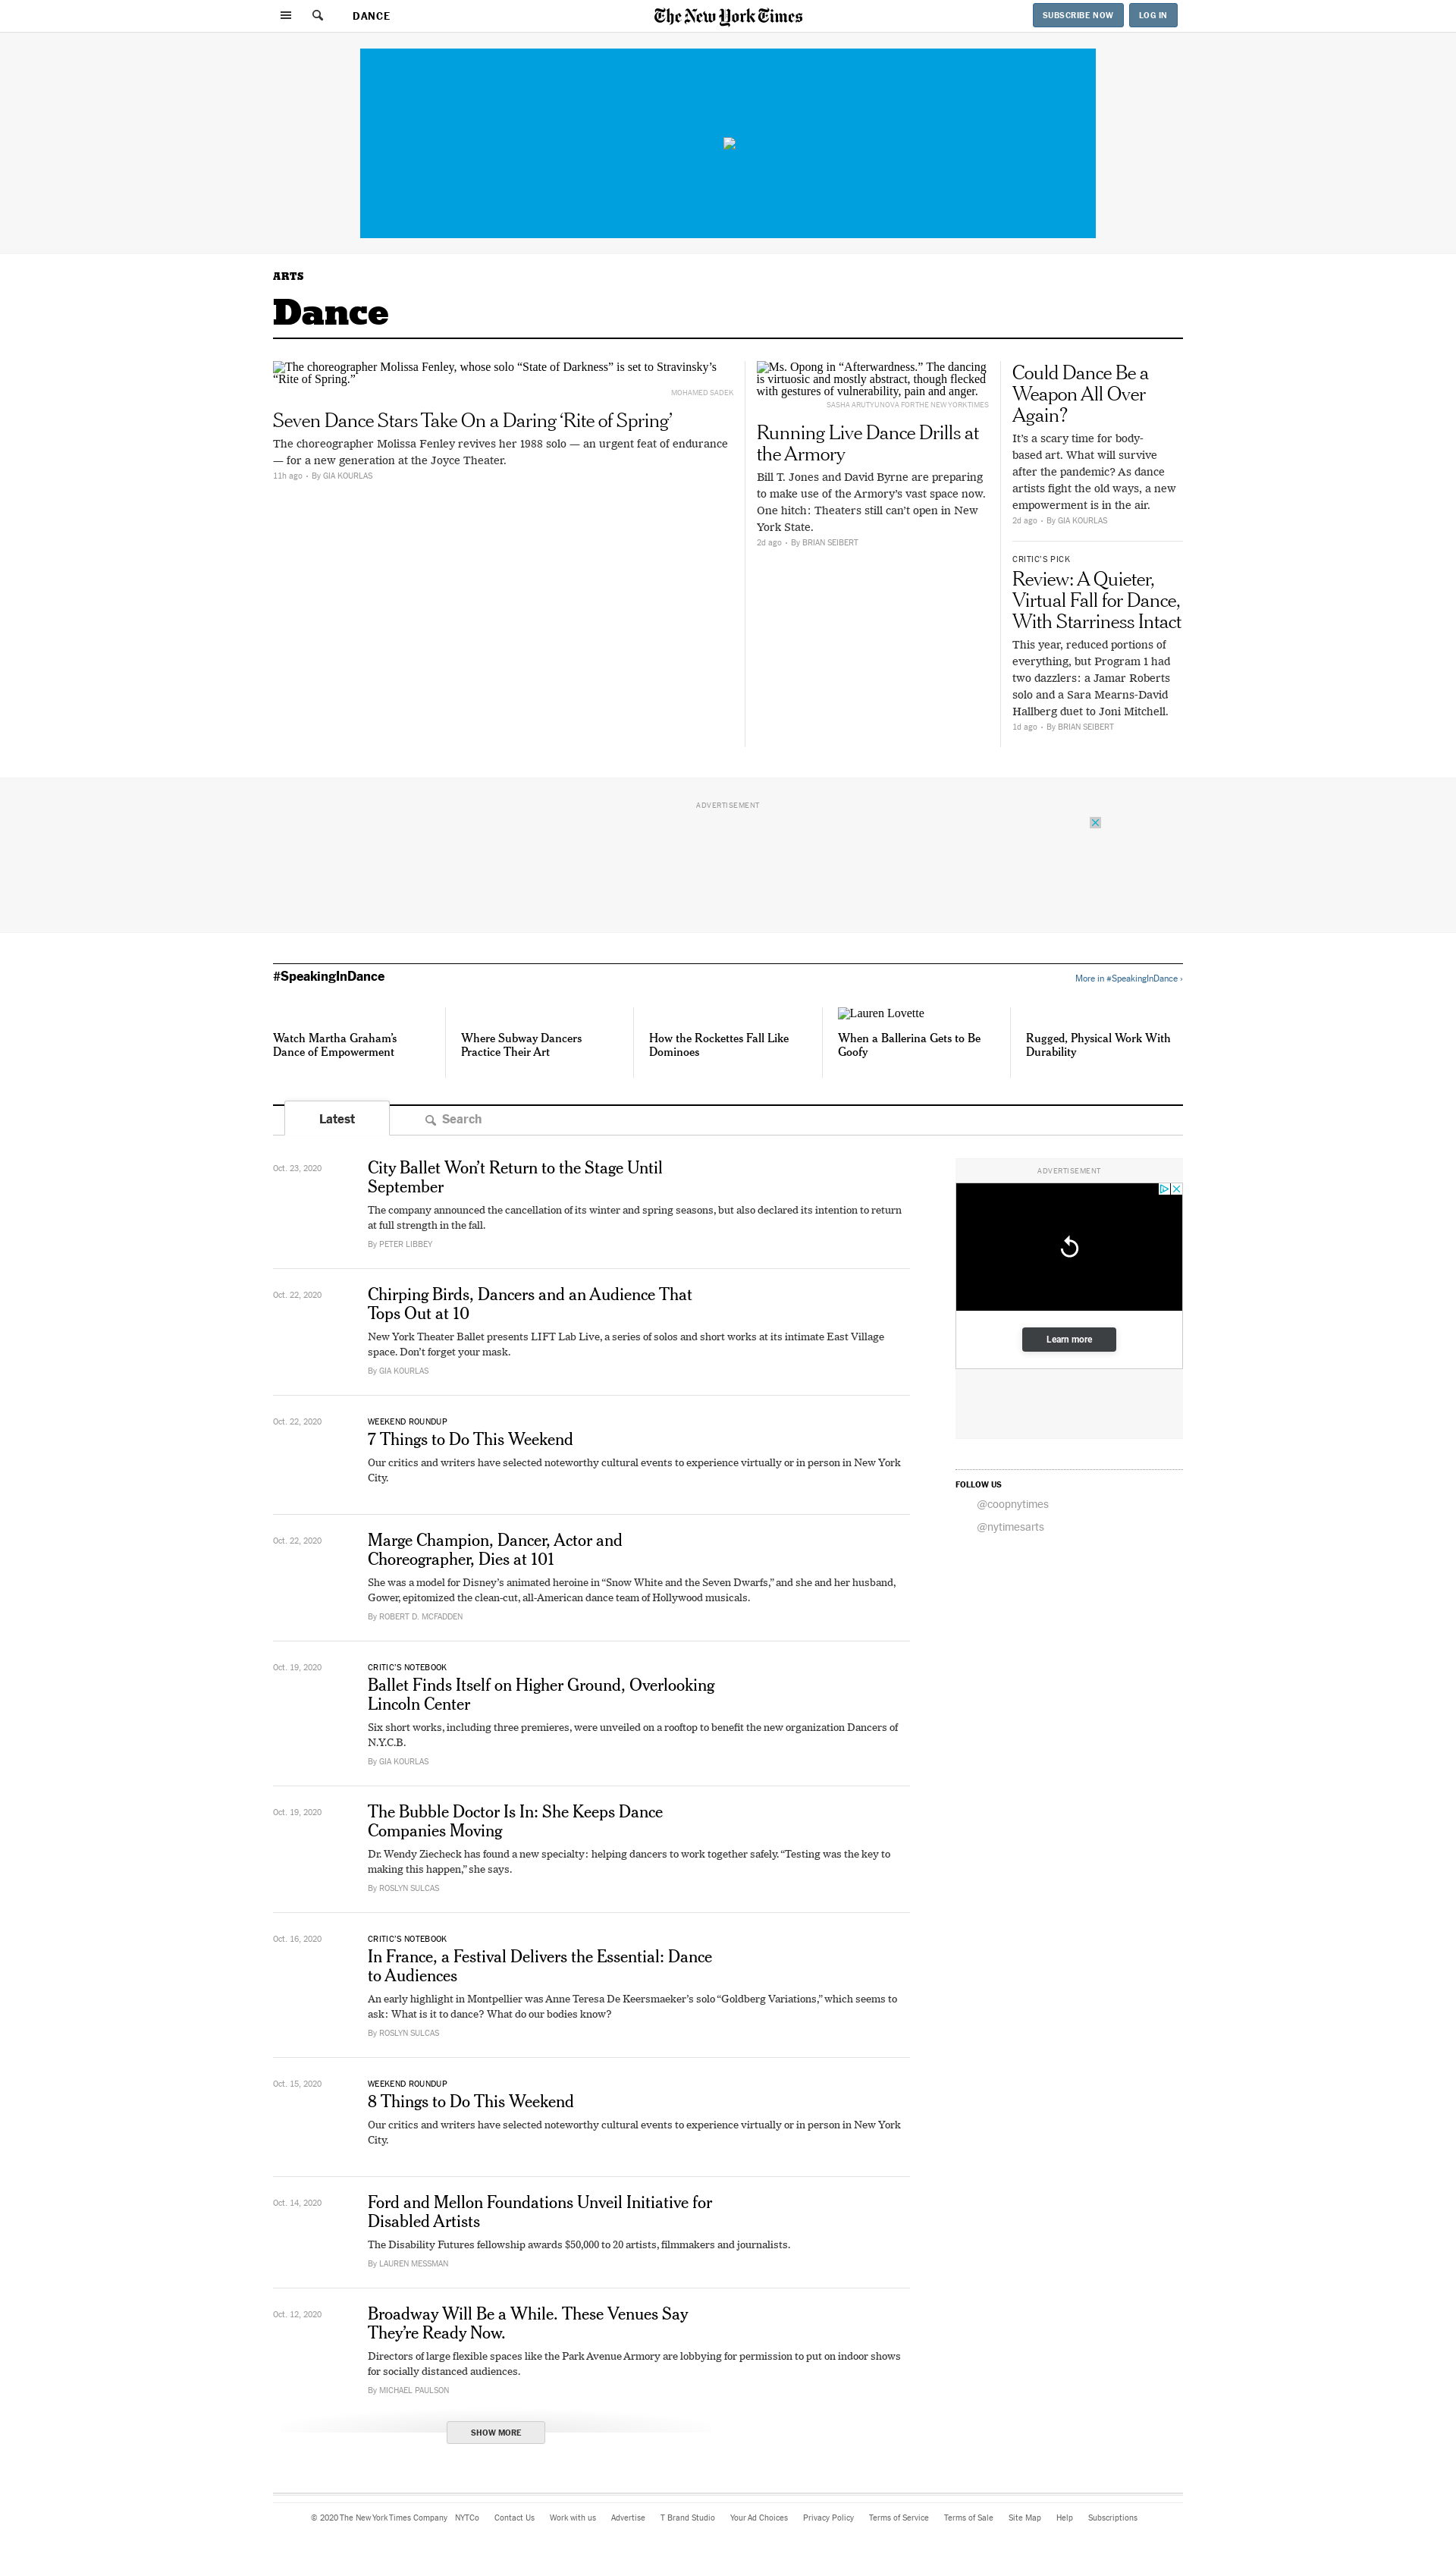 DANCE
The New York Times
SUBSCRIBE NOW
LOG IN
ARTS
Dance
The choreographer Molissa Fenley, whose solo “State of Darkness” is set to Stravinsky’s
“Rite of Spring.”
MOHAMED SADEK
Seven Dance Stars Take On a Daring ‘Rite of Spring’
The choreographer Molissa Fenley revives her 1988 solo — an urgent feat of endurance
— for a new generation at the Joyce Theater.
11h ago • By GIA KOURLAS
Ms. Opong in “Afterwardness.” The dancing
is virtuosic and mostly abstract, though flecked
with gestures of vulnerability, pain and anger.
SASHA ARUTYUNOVA FOR THE NEW YORK TIMES
Running Live Dance Drills at
the Armory
Bill T. Jones and David Byrne are preparing
to make use of the Armory’s vast space now.
One hitch: Theaters still can’t open in New
York State.
2d ago • By BRIAN SEIBERT
Could Dance Be a
Weapon All Over
Again?
It’s a scary time for body-
based art. What will survive
after the pandemic? As dance
artists fight the old ways, a new
empowerment is in the air.
2d ago • By GIA KOURLAS
CRITIC’S PICK
Review: A Quieter,
Virtual Fall for Dance,
With Starriness Intact
This year, reduced portions of
everything, but Program 1 had
two dazzlers: a Jamar Roberts
solo and a Sara Mearns-David
Hallberg duet to Joni Mitchell.
1d ago • By BRIAN SEIBERT
ADVERTISEMENT
#SpeakingInDance
More in #SpeakingInDance ›
Watch Martha Graham’s
Dance of Empowerment
Where Subway Dancers
Practice Their Art
How the Rockettes Fall Like
Dominoes
Lauren Lovette
When a Ballerina Gets to Be
Goofy
Rugged, Physical Work With
Durability
Latest
Search
Oct. 23, 2020
City Ballet Won’t Return to the Stage Until
September
The company announced the cancellation of its winter and spring seasons, but also declared its intention to return
at full strength in the fall.
By PETER LIBBEY
Oct. 22, 2020
Chirping Birds, Dancers and an Audience That
Tops Out at 10
New York Theater Ballet presents LIFT Lab Live, a series of solos and short works at its intimate East Village
space. Don’t forget your mask.
By GIA KOURLAS
Oct. 22, 2020
WEEKEND ROUNDUP
7 Things to Do This Weekend
Our critics and writers have selected noteworthy cultural events to experience virtually or in person in New York
City.
Oct. 22, 2020
Marge Champion, Dancer, Actor and
Choreographer, Dies at 101
She was a model for Disney’s animated heroine in “Snow White and the Seven Dwarfs,” and she and her husband,
Gower, epitomized the clean-cut, all-American dance team of Hollywood musicals.
By ROBERT D. MCFADDEN
Oct. 19, 2020
CRITIC’S NOTEBOOK
Ballet Finds Itself on Higher Ground, Overlooking
Lincoln Center
Six short works, including three premieres, were unveiled on a rooftop to benefit the new organization Dancers of
N.Y.C.B.
By GIA KOURLAS
Oct. 19, 2020
The Bubble Doctor Is In: She Keeps Dance
Companies Moving
Dr. Wendy Ziecheck has found a new specialty: helping dancers to work together safely. “Testing was the key to
making this happen,” she says.
By ROSLYN SULCAS
Oct. 16, 2020
CRITIC’S NOTEBOOK
In France, a Festival Delivers the Essential: Dance
to Audiences
An early highlight in Montpellier was Anne Teresa De Keersmaeker’s solo “Goldberg Variations,” which seems to
ask: What is it to dance? What do our bodies know?
By ROSLYN SULCAS
Oct. 15, 2020
WEEKEND ROUNDUP
8 Things to Do This Weekend
Our critics and writers have selected noteworthy cultural events to experience virtually or in person in New York
City.
Oct. 14, 2020
Ford and Mellon Foundations Unveil Initiative for
Disabled Artists
The Disability Futures fellowship awards $50,000 to 20 artists, filmmakers and journalists.
By LAUREN MESSMAN
Oct. 12, 2020
Broadway Will Be a While. These Venues Say
They’re Ready Now.
Directors of large flexible spaces like the Park Avenue Armory are lobbying for permission to put on indoor shows
for socially distanced audiences.
By MICHAEL PAULSON
SHOW MORE
ADVERTISEMENT
Learn more
FOLLOW US
@coopnytimes
@nytimesarts
© 2020 The New York Times Company NYTCo Contact Us Work with us Advertise T Brand Studio Your Ad Choices Privacy Policy Terms of Service Terms of Sale Site Map Help Subscriptions